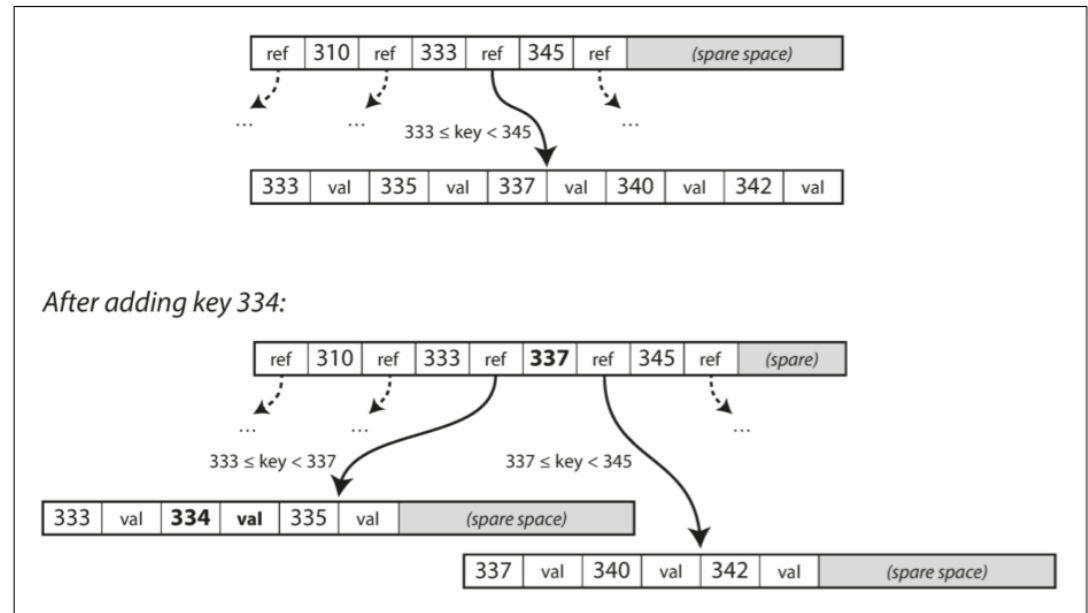 ref 310 ref 333 ref 345 ref (spare space)
... ... ...
333 ≤ key < 345
333 val 335 val 337 val 340 val 342 val
After adding key 334:
ref 310 ref 333 ref 337 ref 345 ref (spare)
... ... ...
333 ≤ key < 337 337 ≤ key < 345
333 val 334 val 335 val (spare space)
337 val 340 val 342 val (spare space)